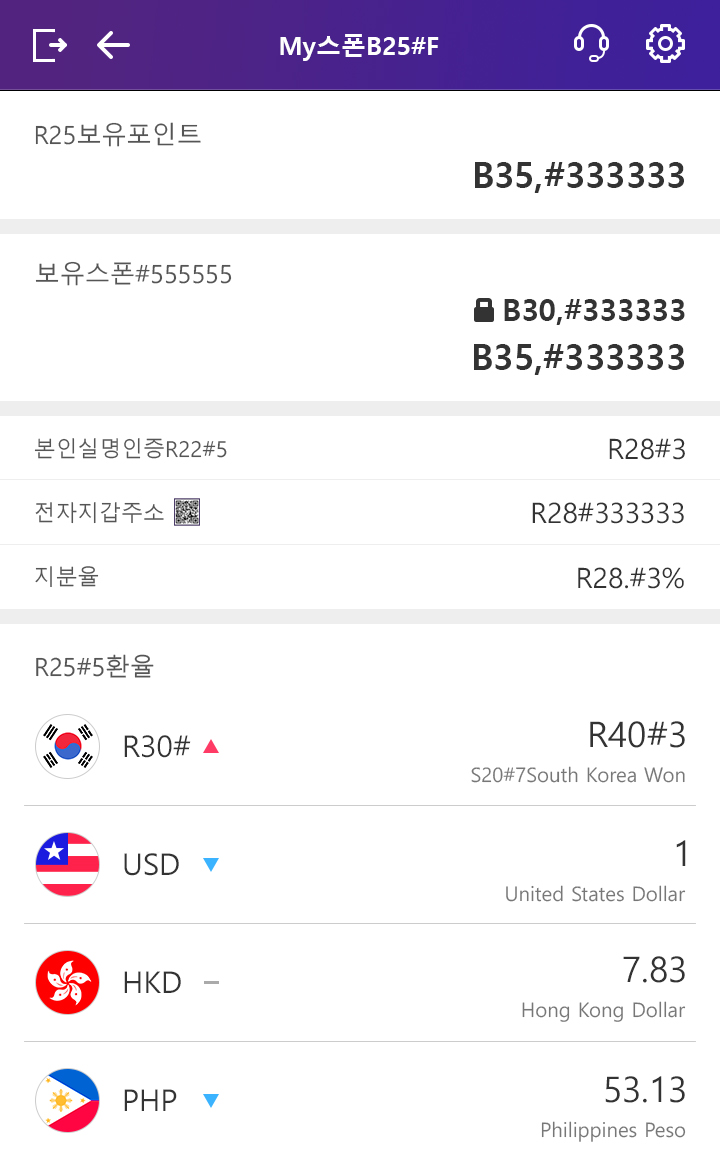 My스폰B25#F
R25보유포인트
B35,#333333
보유스폰#555555
B30,#333333
B35,#333333
본인실명인증R22#5
R28#3
전자지갑주소
R28#333333
지분율
R28.#3%
R25#5환율
R30#
R40#3
S20#7South Korea Won
USD
1
United States Dollar
HKD
7.83
Hong Kong Dollar
PHP
53.13
Philippines Peso